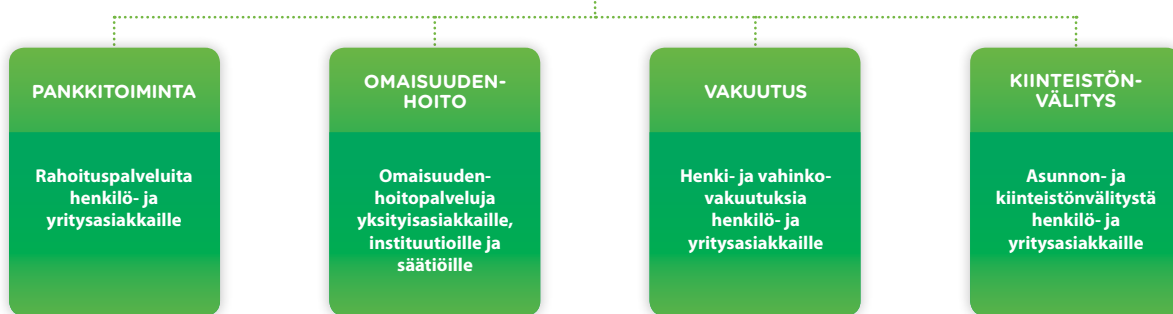 PANKKITOIMINTA
Rahoituspalveluita
henkilö- ja
yritysasiakkaille
OMAISUUDEN-
HOITO
Omaisuuden-
hoitopalveluja
yksityisasiakkaille,
instituutioille ja
säätiöille
VAKUUTUS
Henki- ja vahinko-
vakuutuksia
henkilö- ja
yritysasiakkaille
KIINTEISTÖN-
VÄLITYS
Asunnon- ja
kiinteistönvälitystä
henkilö- ja
yritysasiakkaille